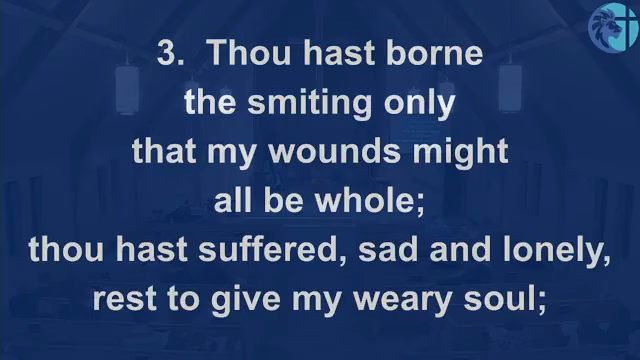 3. Thou hast borne
the smiting only
that my wounds might
all be whole;
thou hast suffered, sad and lonely,
rest to give my weary soul;